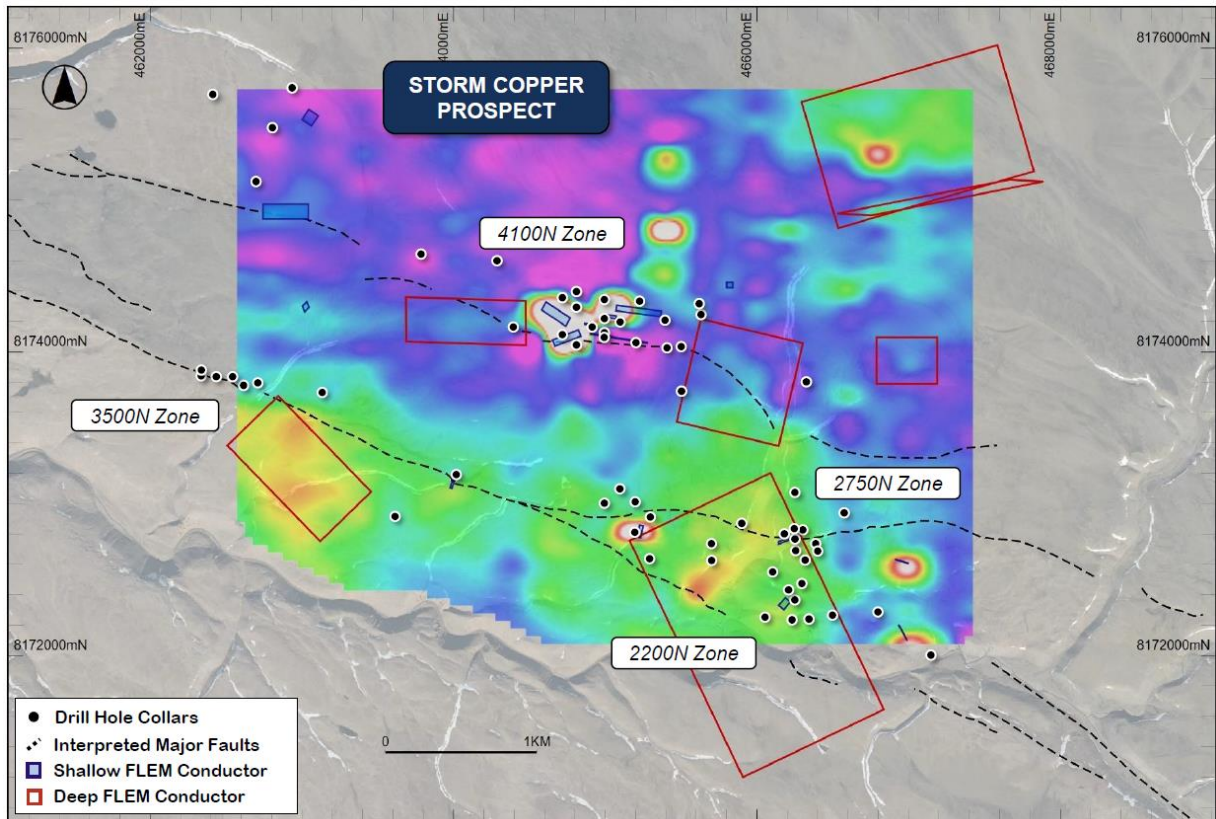 462000mE
4000mE
466000mE
468000mE
8176000mN
8176000mN
STORM COPPER
PROSPECT
4100N Zone
8174000mN
8174000mN
3500N Zone
2750N Zone
8172000mN
8172000mN
2200N Zone
Drill Hole Collars
Interpreted Major Faults
Shallow FLEM Conductor
Deep FLEM Conductor
0
1KM